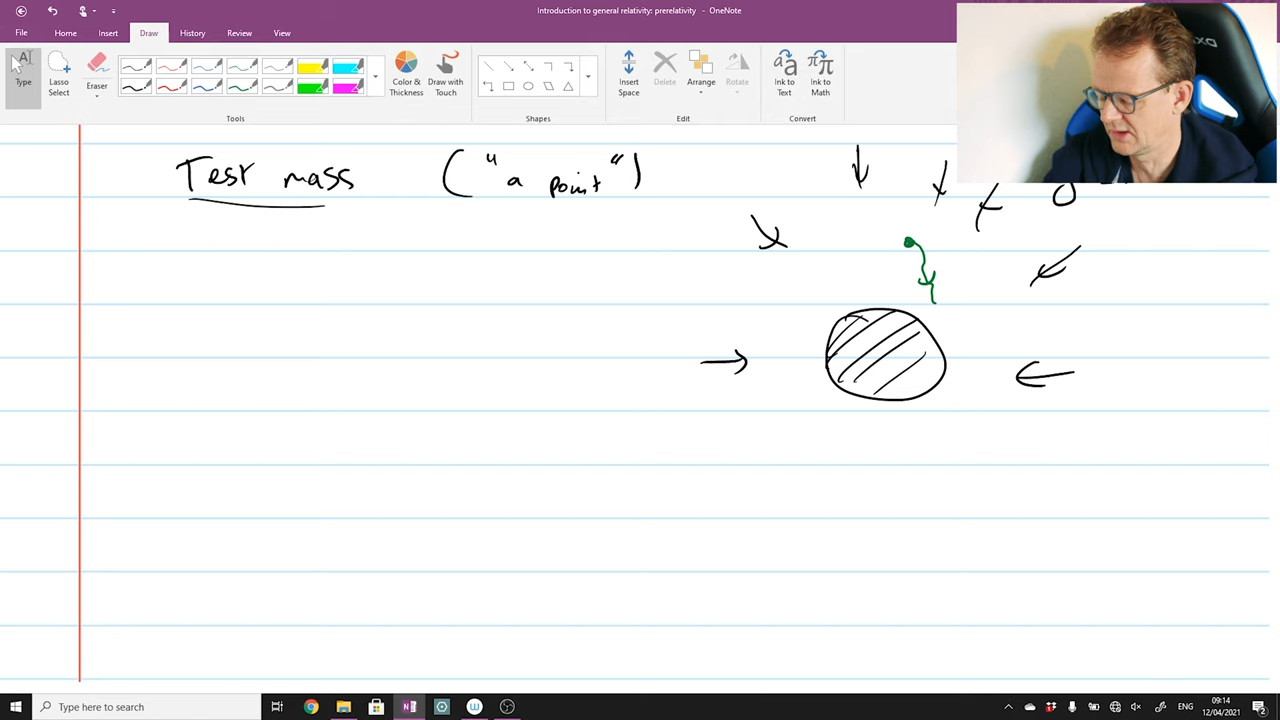 Introduction to general relativity: prerelativity - OneNote
File Home Insert Draw History Review View
Type
Lasso Select
Eraser
Color & Thickness
Draw with Touch
Insert Space
Delete
Arrange
Rotate
Ink to Text
Ink to Math
Tools
Shapes
Edit
Convert
Test mass ("a point")
Type here to search
ENG
09:14
12/04/2021
2